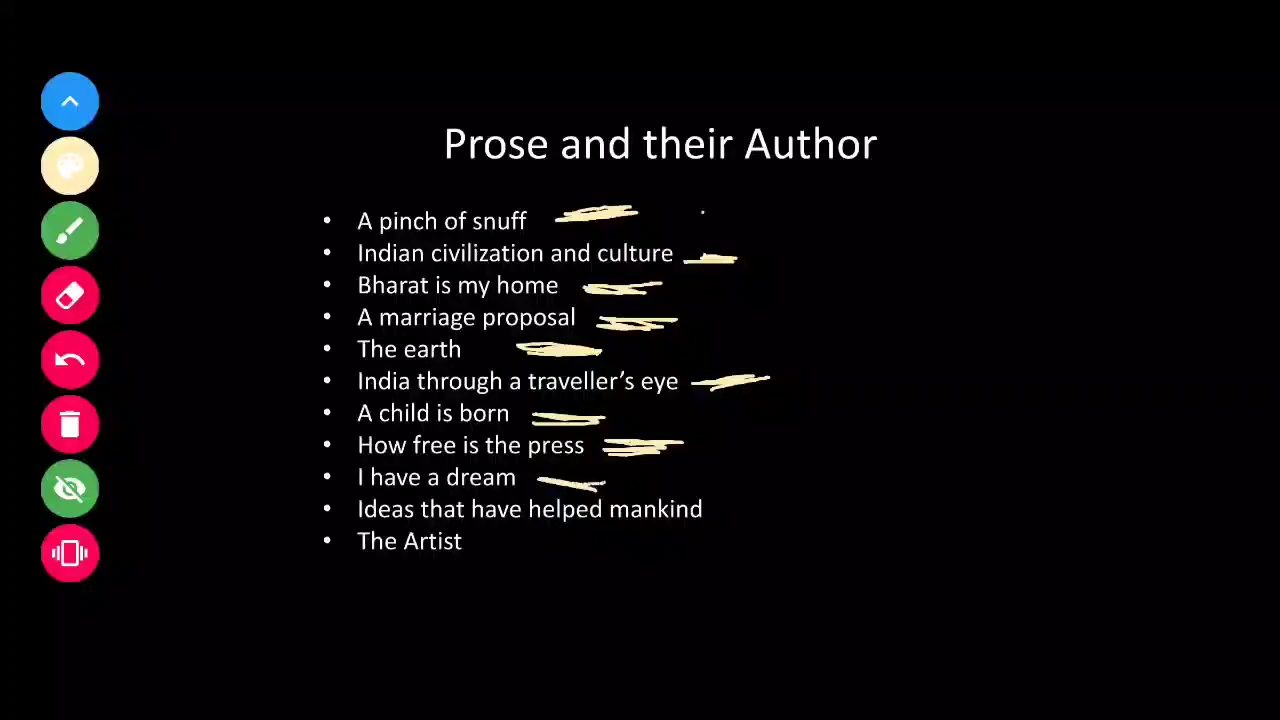 Prose and their Author
• A pinch of snuff
• Indian civilization and culture
• Bharat is my home
• A marriage proposal
• The earth
• India through a traveller’s eye
• A child is born
• How free is the press
• I have a dream
• Ideas that have helped mankind
• The Artist